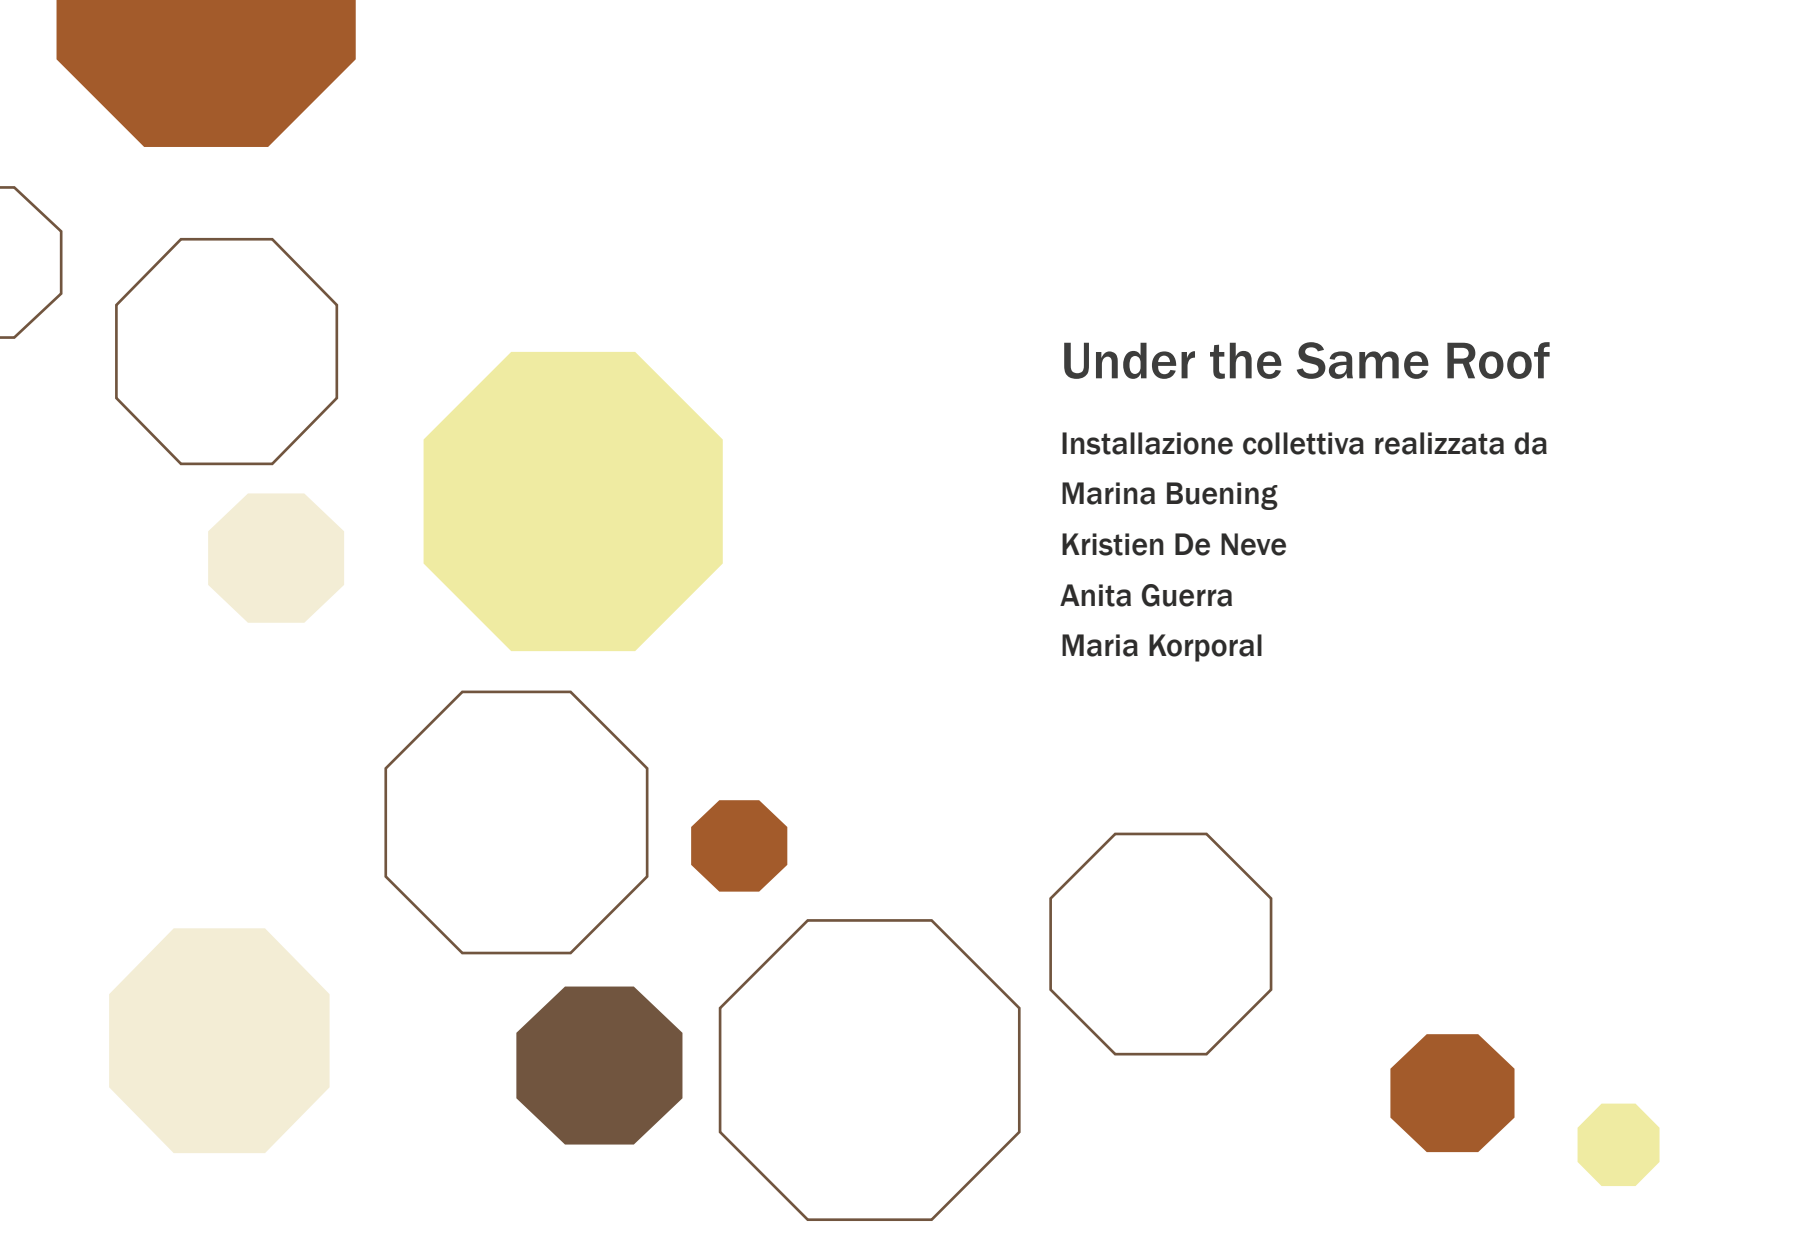 Under the Same Roof
Installazione collettiva realizzata da
Marina Buening
Kristien De Neve
Anita Guerra
Maria Korporal